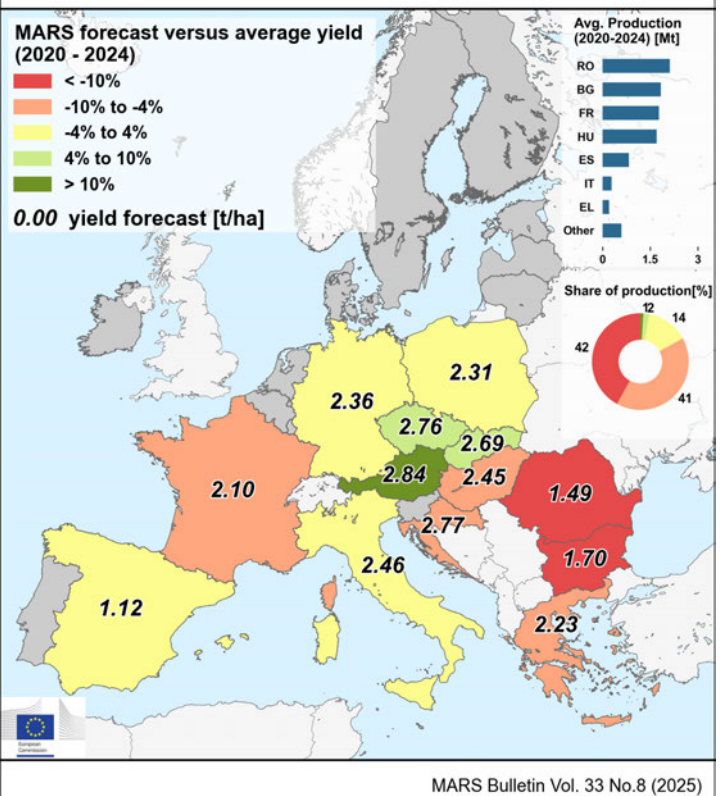 MARS forecast versus average yield
(2020 - 2024)
< -10%
-10% to -4%
-4% to 4%
4% to 10%
> 10%
0.00 yield forecast [t/ha]
Avg. Production
(2020-2024) [Mt]
RO
BG
FR
HU
ES
IT
EL
Other
0 1.5 3
Share of production[%]
12 14
42
41
2.31
2.36
2.76
2.69
2.84
2.45
2.10
1.49
2.77
1.70
2.46
1.12
2.23
European
Commission
MARS Bulletin Vol. 33 No.8 (2025)